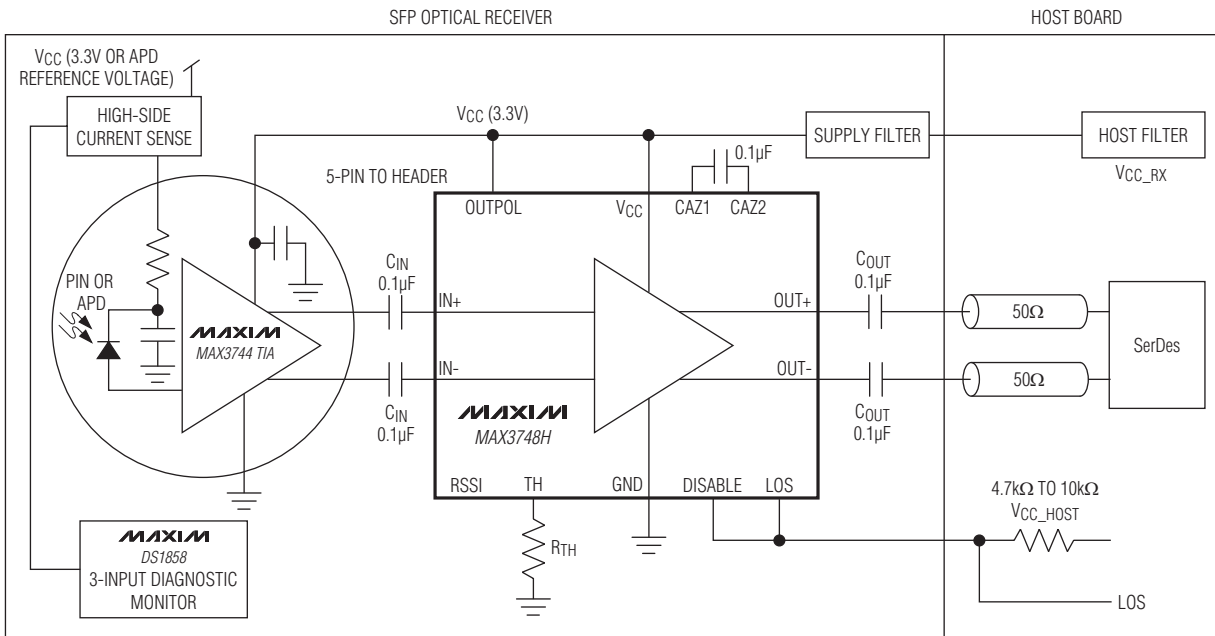 SFP OPTICAL RECEIVER
HOST BOARD
VCC (3.3V OR APD
REFERENCE VOLTAGE)
HIGH-SIDE
CURRENT SENSE
VCC (3.3V)
SUPPLY FILTER
HOST FILTER
VCC_RX
0.1µF
5-PIN TO HEADER
OUTPOL
VCC
CAZ1
CAZ2
PIN OR
APD
MAXIM
MAX3744 TIA
CIN
0.1µF
IN+
OUT+
COUT
0.1µF
50Ω
SerDes
IN-
OUT-
50Ω
CIN
0.1µF
MAXIM
MAX3748H
COUT
0.1µF
RSSI
TH
GND
DISABLE
LOS
4.7kΩ TO 10kΩ
VCC_HOST
RTH
MAXIM
DS1858
3-INPUT DIAGNOSTIC
MONITOR
LOS